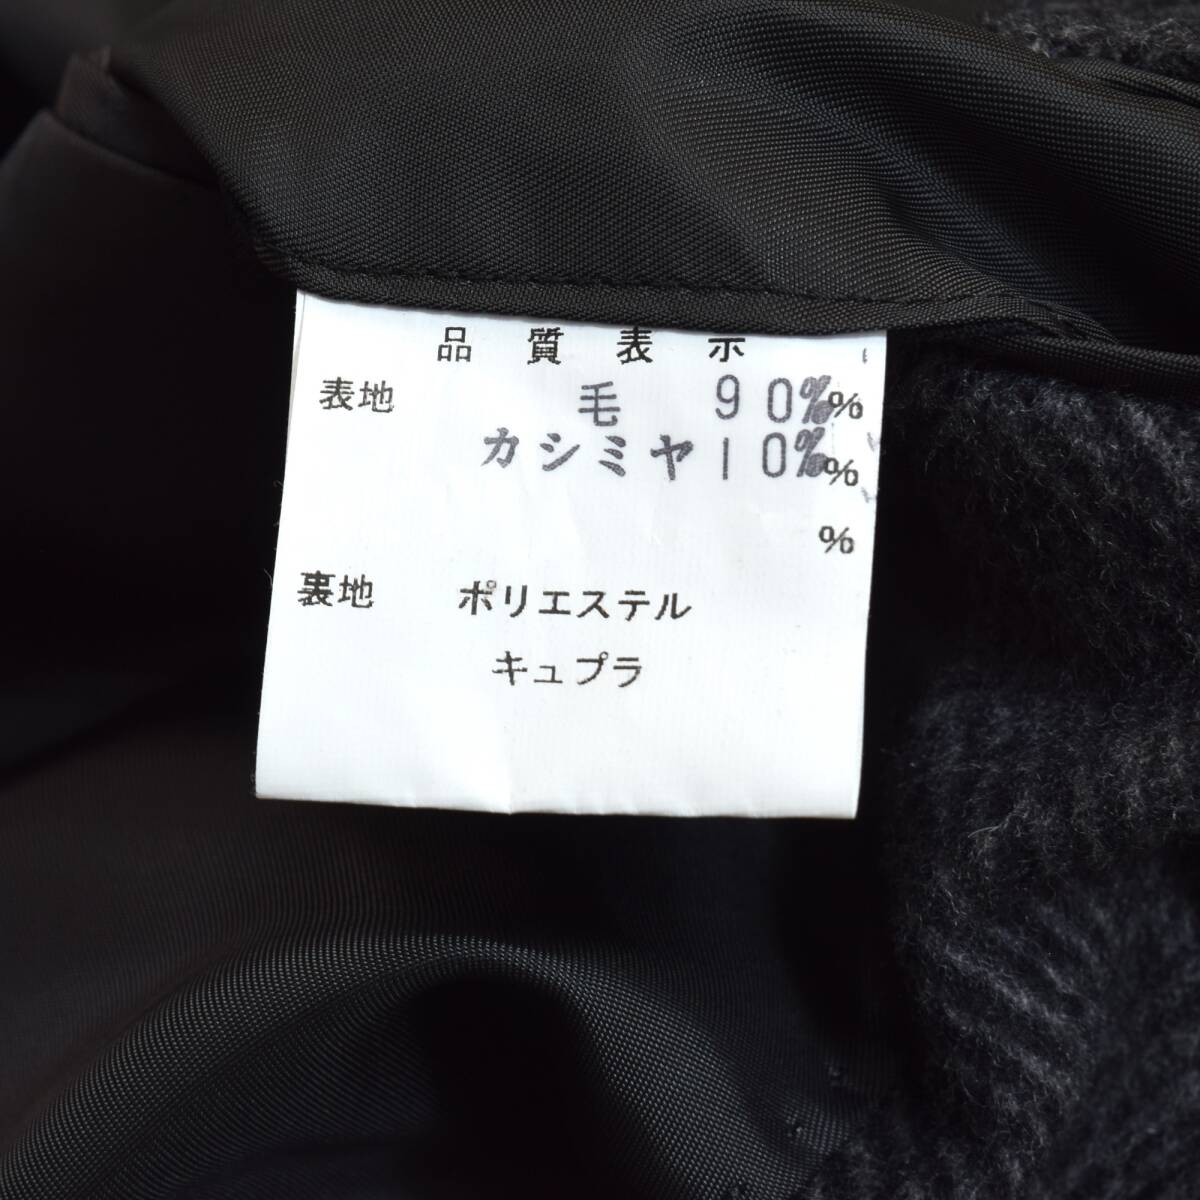 品質表示
表地 毛 90%%
カシミヤ10%%
%
裏地 ポリエステル
キュプラ